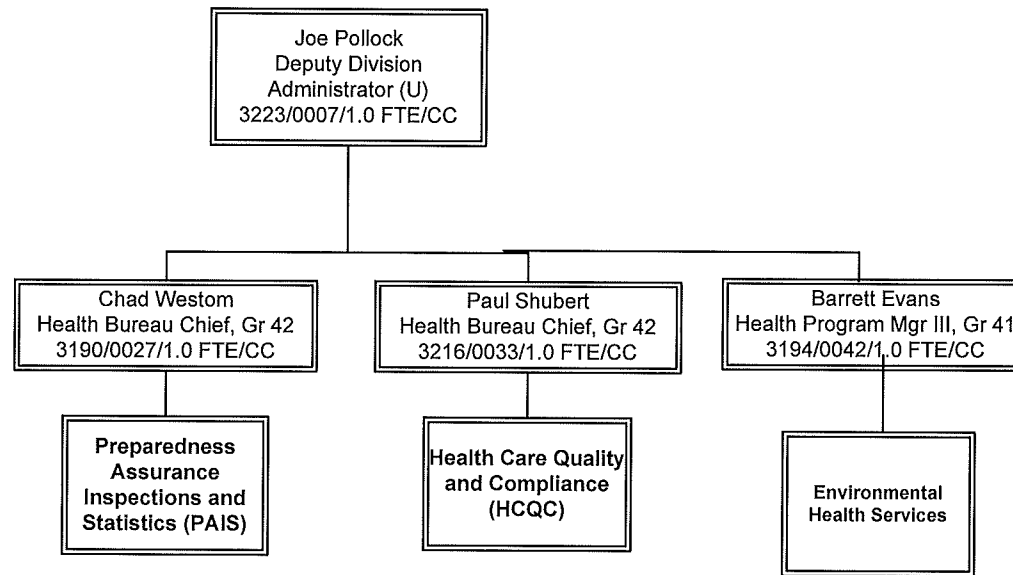 Joe Pollock
Deputy Division
Administrator (U)
3223/0007/1.0 FTE/CC
Chad Westom
Health Bureau Chief, Gr 42
3190/0027/1.0 FTE/CC
Paul Shubert
Health Bureau Chief, Gr 42
3216/0033/1.0 FTE/CC
Barrett Evans
Health Program Mgr III, Gr 41
3194/0042/1.0 FTE/CC
Preparedness
Assurance
Inspections and
Statistics (PAIS)
Health Care Quality
and Compliance
(HCQC)
Environmental
Health Services